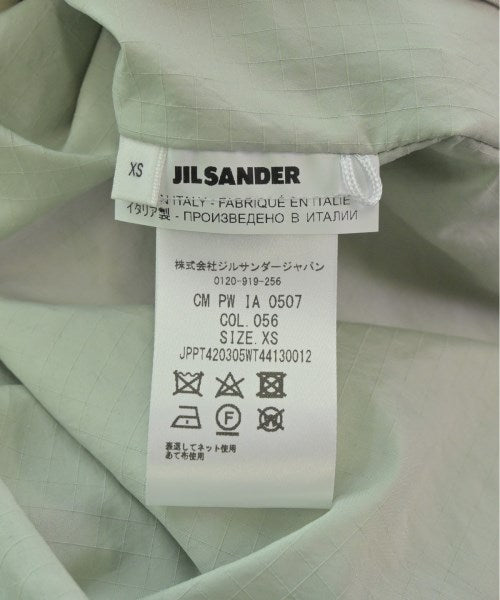 XS
JIL SANDER
N ITALY - FABRIQUÉ EN ITALIE
イタリア製 - ПРОИЗВЕДЕНО В ИТАЛИИ
株式会社ジルサンダージャパン
0120-919-256
CM PW IA 0507
COL.056
SIZE.XS
JPPT420305WT44130012
F
W
裏返してネット使用
あて布使用